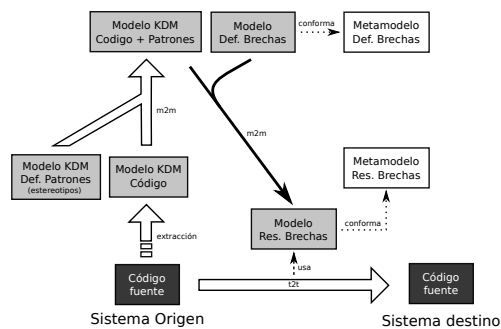 Modelo KDM
Codigo + Patrones
Modelo
Def. Brechas
conforma
Metamodelo
Def. Brechas
m2m
m2m
Modelo KDM
Def. Patrones
(estereotipos)
Modelo KDM
Código
Metamodelo
Res. Brechas
Modelo
Res. Brechas
conforma
extracción
usa
Código
fuente
t2t
Código
fuente
Sistema Origen
Sistema destino